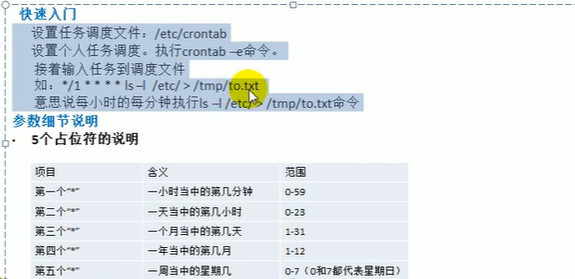 快速入门
设置任务调度文件：/etc/crontab
设置个人任务调度。执行crontab –e命令。
接着输入任务到调度文件
如：*/1 * * * * ls –l /etc/ > /tmp/to.txt
意思说每小时的每分钟执行ls –l /etc/ > /tmp/to.txt命令
参数细节说明
• 5个占位符的说明
项目 含义 范围
第一个“*” 一小时当中的第几分钟 0-59
第二个“*” 一天当中的第几小时 0-23
第三个“*” 一个月当中的第几天 1-31
第四个“*” 一年当中的第几月 1-12
第五个“*” 一周当中的星期几 0-7（0和7都代表星期日）